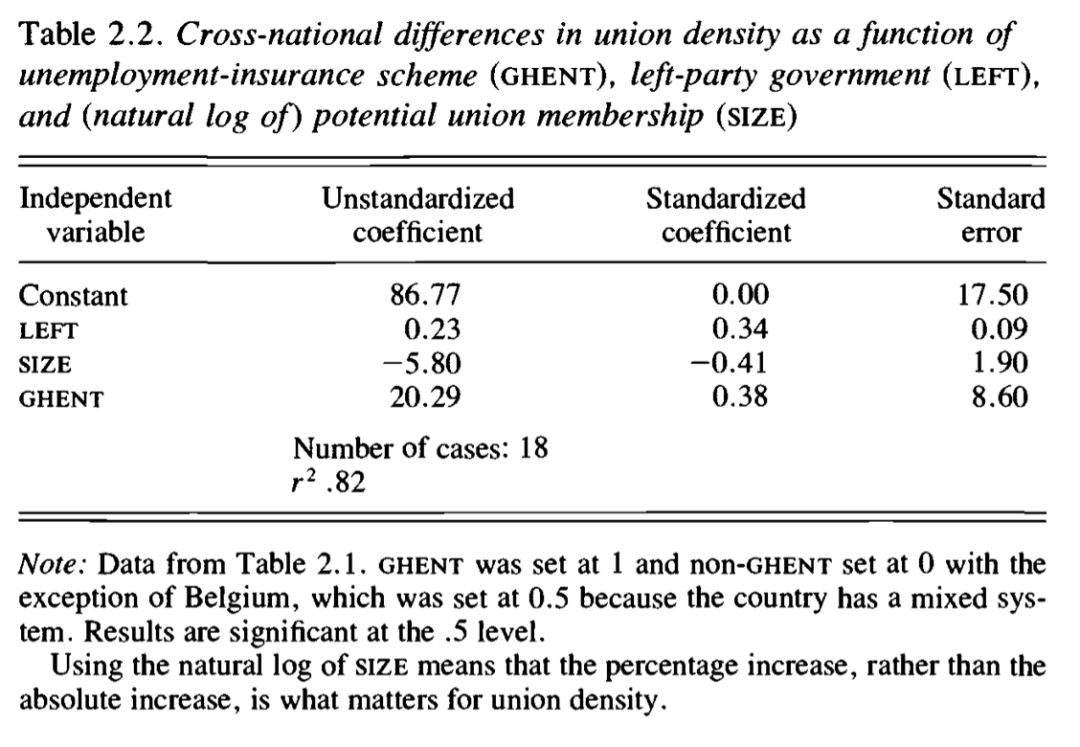 Table 2.2. Cross-national differences in union density as a function of
unemployment-insurance scheme (GHENT), left-party government (LEFT),
and (natural log of) potential union membership (SIZE)
Independent variable Unstandardized coefficient Standardized coefficient Standard error
Constant 86.77 0.00 17.50
LEFT 0.23 0.34 0.09
SIZE −5.80 −0.41 1.90
GHENT 20.29 0.38 8.60
Number of cases: 18
r² .82
Note: Data from Table 2.1. GHENT was set at 1 and non-GHENT set at 0 with the
exception of Belgium, which was set at 0.5 because the country has a mixed sys-
tem. Results are significant at the .5 level.
Using the natural log of SIZE means that the percentage increase, rather than the
absolute increase, is what matters for union density.